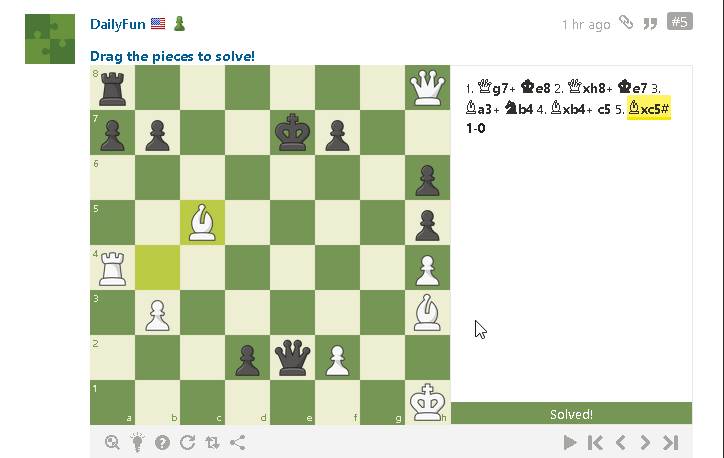 DailyFun
1 hr ago
#5
Drag the pieces to solve!
8
7
6
5
4
3
2
1
a b c d e f g h
1. ♕g7+ ♚e8 2. ♕xh8+ ♚e7 3.
♗a3+ ♞b4 4. ♗xb4+ c5 5. ♗xc5#
1-0
Solved!